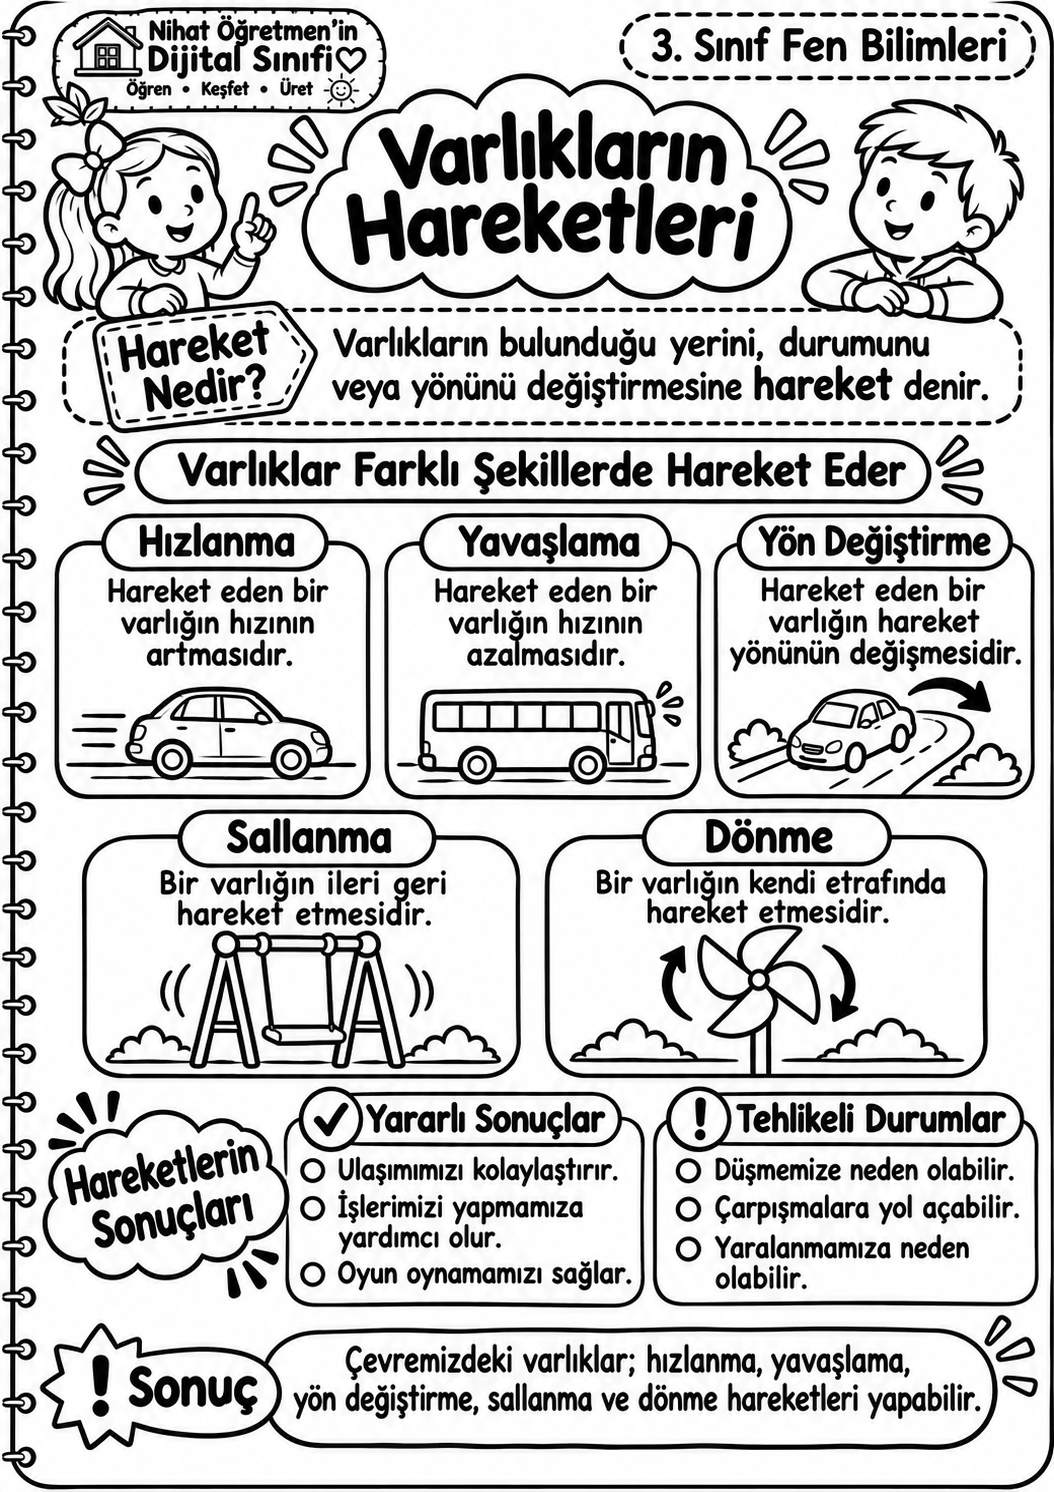 Nihat Öğretmen'in
Dijital Sınıfı
Öğren • Keşfet • Üret
3. Sınıf Fen Bilimleri
Varlıkların
Hareketleri
Hareket
Nedir?
Varlıkların bulunduğu yerini, durumunu
veya yönünü değiştirmesine hareket denir.
Varlıklar Farklı Şekillerde Hareket Eder
Hızlanma
Hareket eden bir
varlığın hızının
artmasıdır.
Yavaşlama
Hareket eden bir
varlığın hızının
azalmasıdır.
Yön Değiştirme
Hareket eden bir
varlığın hareket
yönünün değişmesidir.
Sallanma
Bir varlığın ileri geri
hareket etmesidir.
Dönme
Bir varlığın kendi etrafında
hareket etmesidir.
Hareketlerin
Sonuçları
Yararlı Sonuçlar
Ulaşımımızı kolaylaştırır.
İşlerimizi yapmamıza
yardımcı olur.
Oyun oynamamızı sağlar.
! Tehlikeli Durumlar
Düşmemize neden olabilir.
Çarpışmalara yol açabilir.
Yaralanmamıza neden
olabilir.
! Sonuç
Çevremizdeki varlıklar; hızlanma, yavaşlama,
yön değiştirme, sallanma ve dönme hareketleri yapabilir.